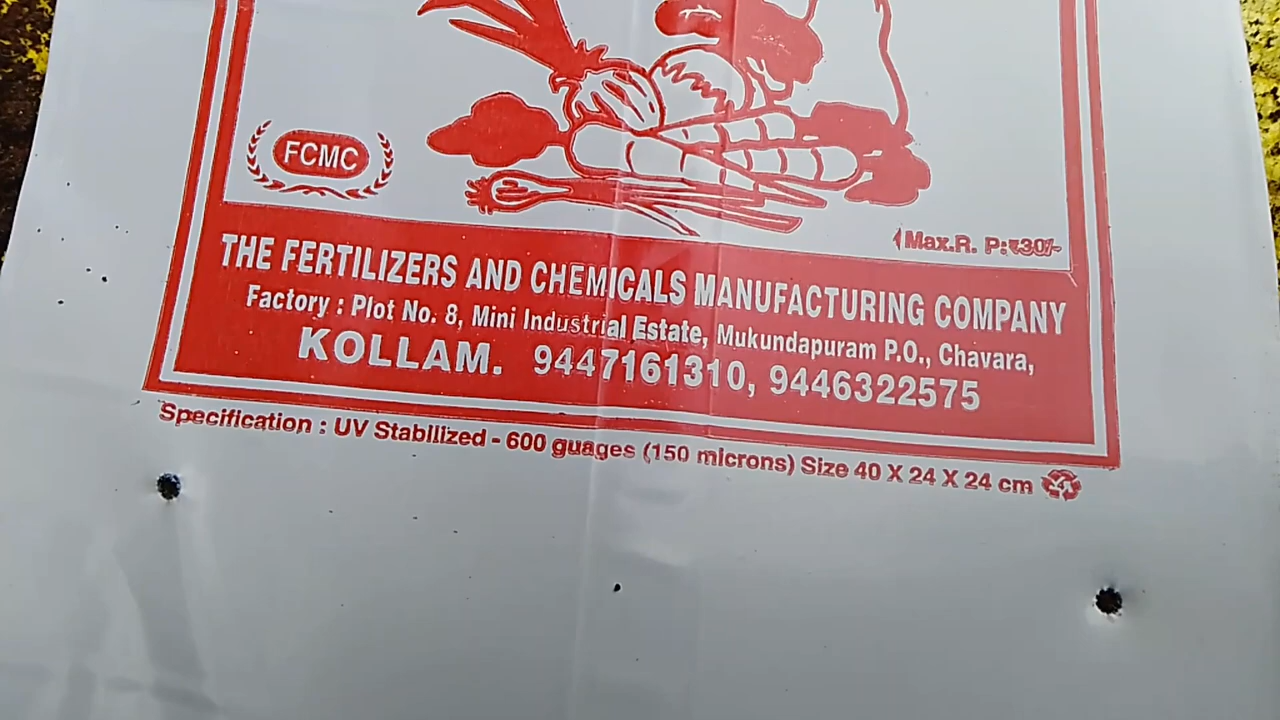 FCMC
Max.R. P:₹30/-
THE FERTILIZERS AND CHEMICALS MANUFACTURING COMPANY
Factory : Plot No. 8, Mini Industrial Estate, Mukundapuram P.O., Chavara,
KOLLAM. 9447161310, 9446322575
Specification : UV Stabilized - 600 guages (150 microns) Size 40 X 24 X 24 cm 4